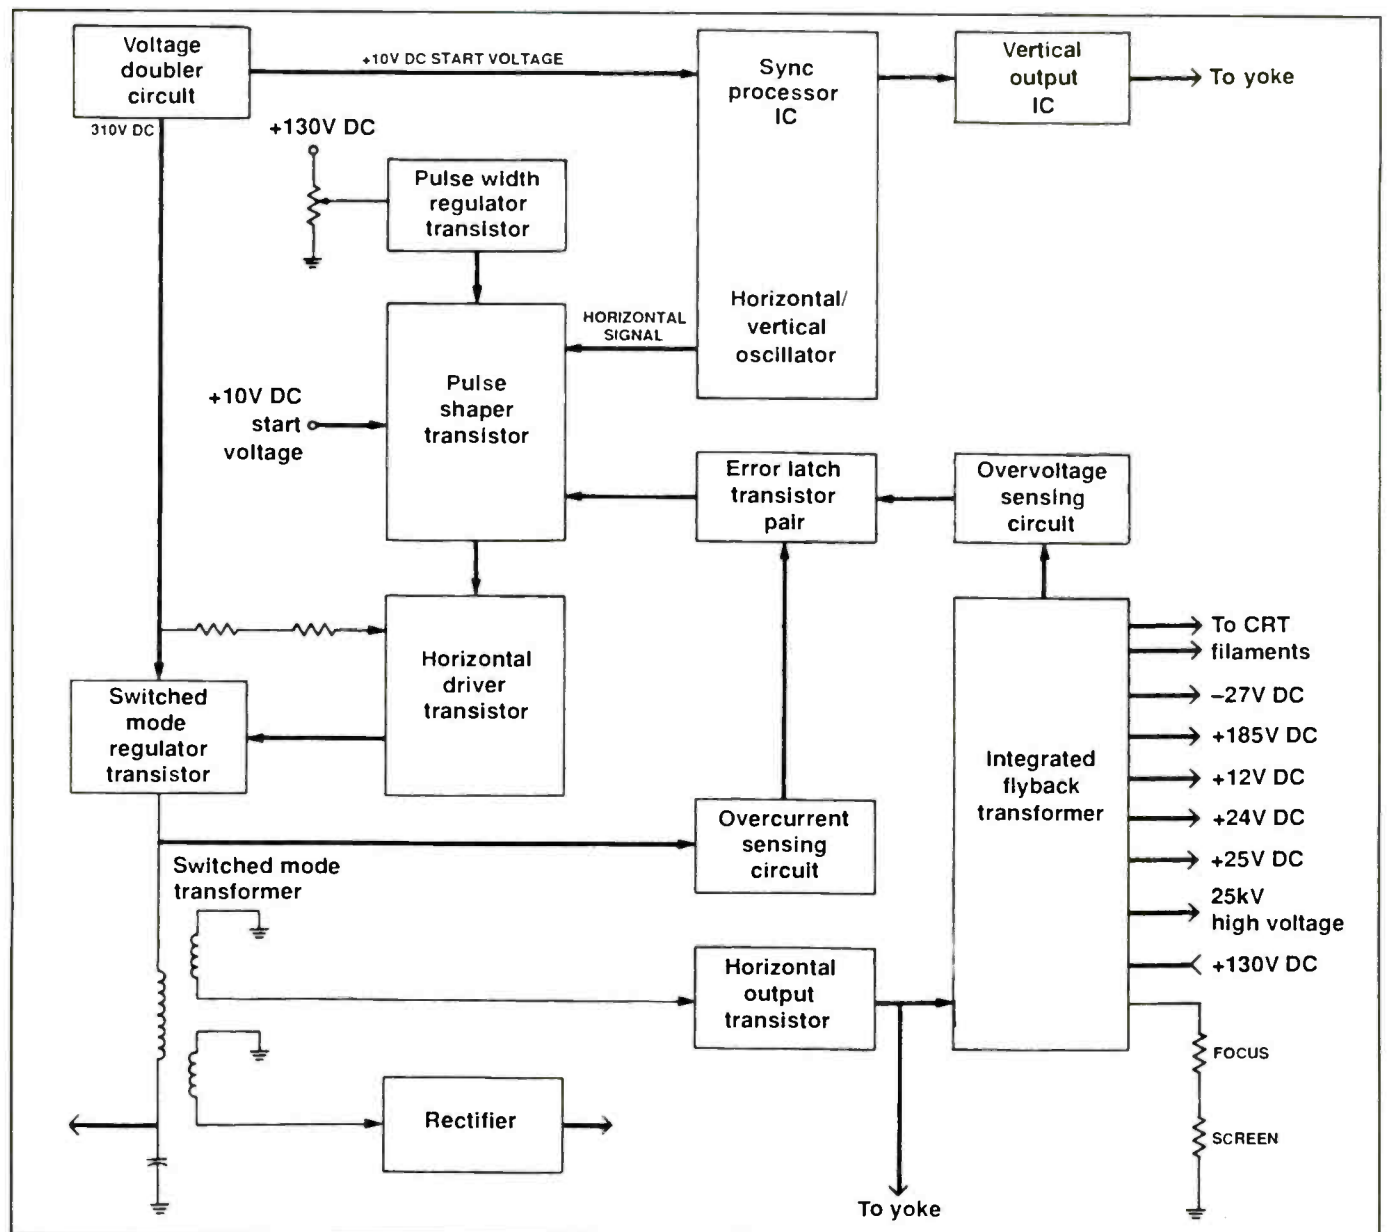 Voltage
doubler
circuit
+10V DC START VOLTAGE
Sync
processor
IC
Vertical
output
IC
To yoke
310V DC
+130V DC
Pulse width
regulator
transistor
Horizontal/
vertical
oscillator
HORIZONTAL
SIGNAL
Pulse
shaper
transistor
+10V DC
start
voltage
Error latch
transistor
pair
Overvoltage
sensing
circuit
Horizontal
driver
transistor
Switched
mode
regulator
transistor
Integrated
flyback
transformer
To CRT
filaments
–27V DC
+185V DC
+12V DC
+24V DC
+25V DC
25kV
high voltage
+130V DC
Overcurrent
sensing
circuit
Switched mode
transformer
Horizontal
output
transistor
FOCUS
SCREEN
Rectifier
To yoke